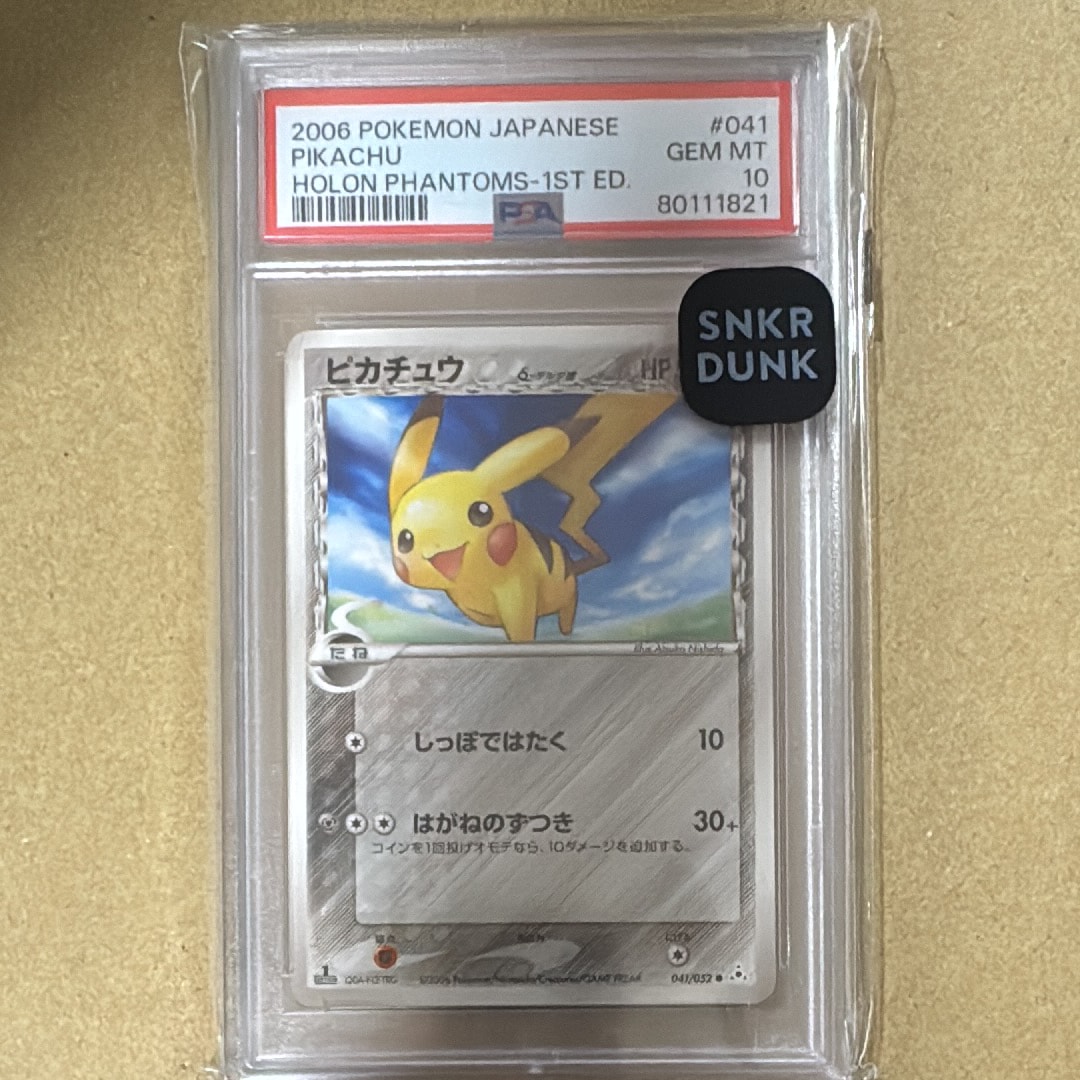 2006 POKEMON JAPANESE #041
PIKACHU GEM MT
HOLON PHANTOMS-1ST ED. 10
PSA 80111821
SNKR
DUNK
ピカチュウ HP
たね
しっぽではたく 10
はがねのずつき 30+
コインを1回投げオモテなら、10ダメージを追加する。
弱点
1
041/052